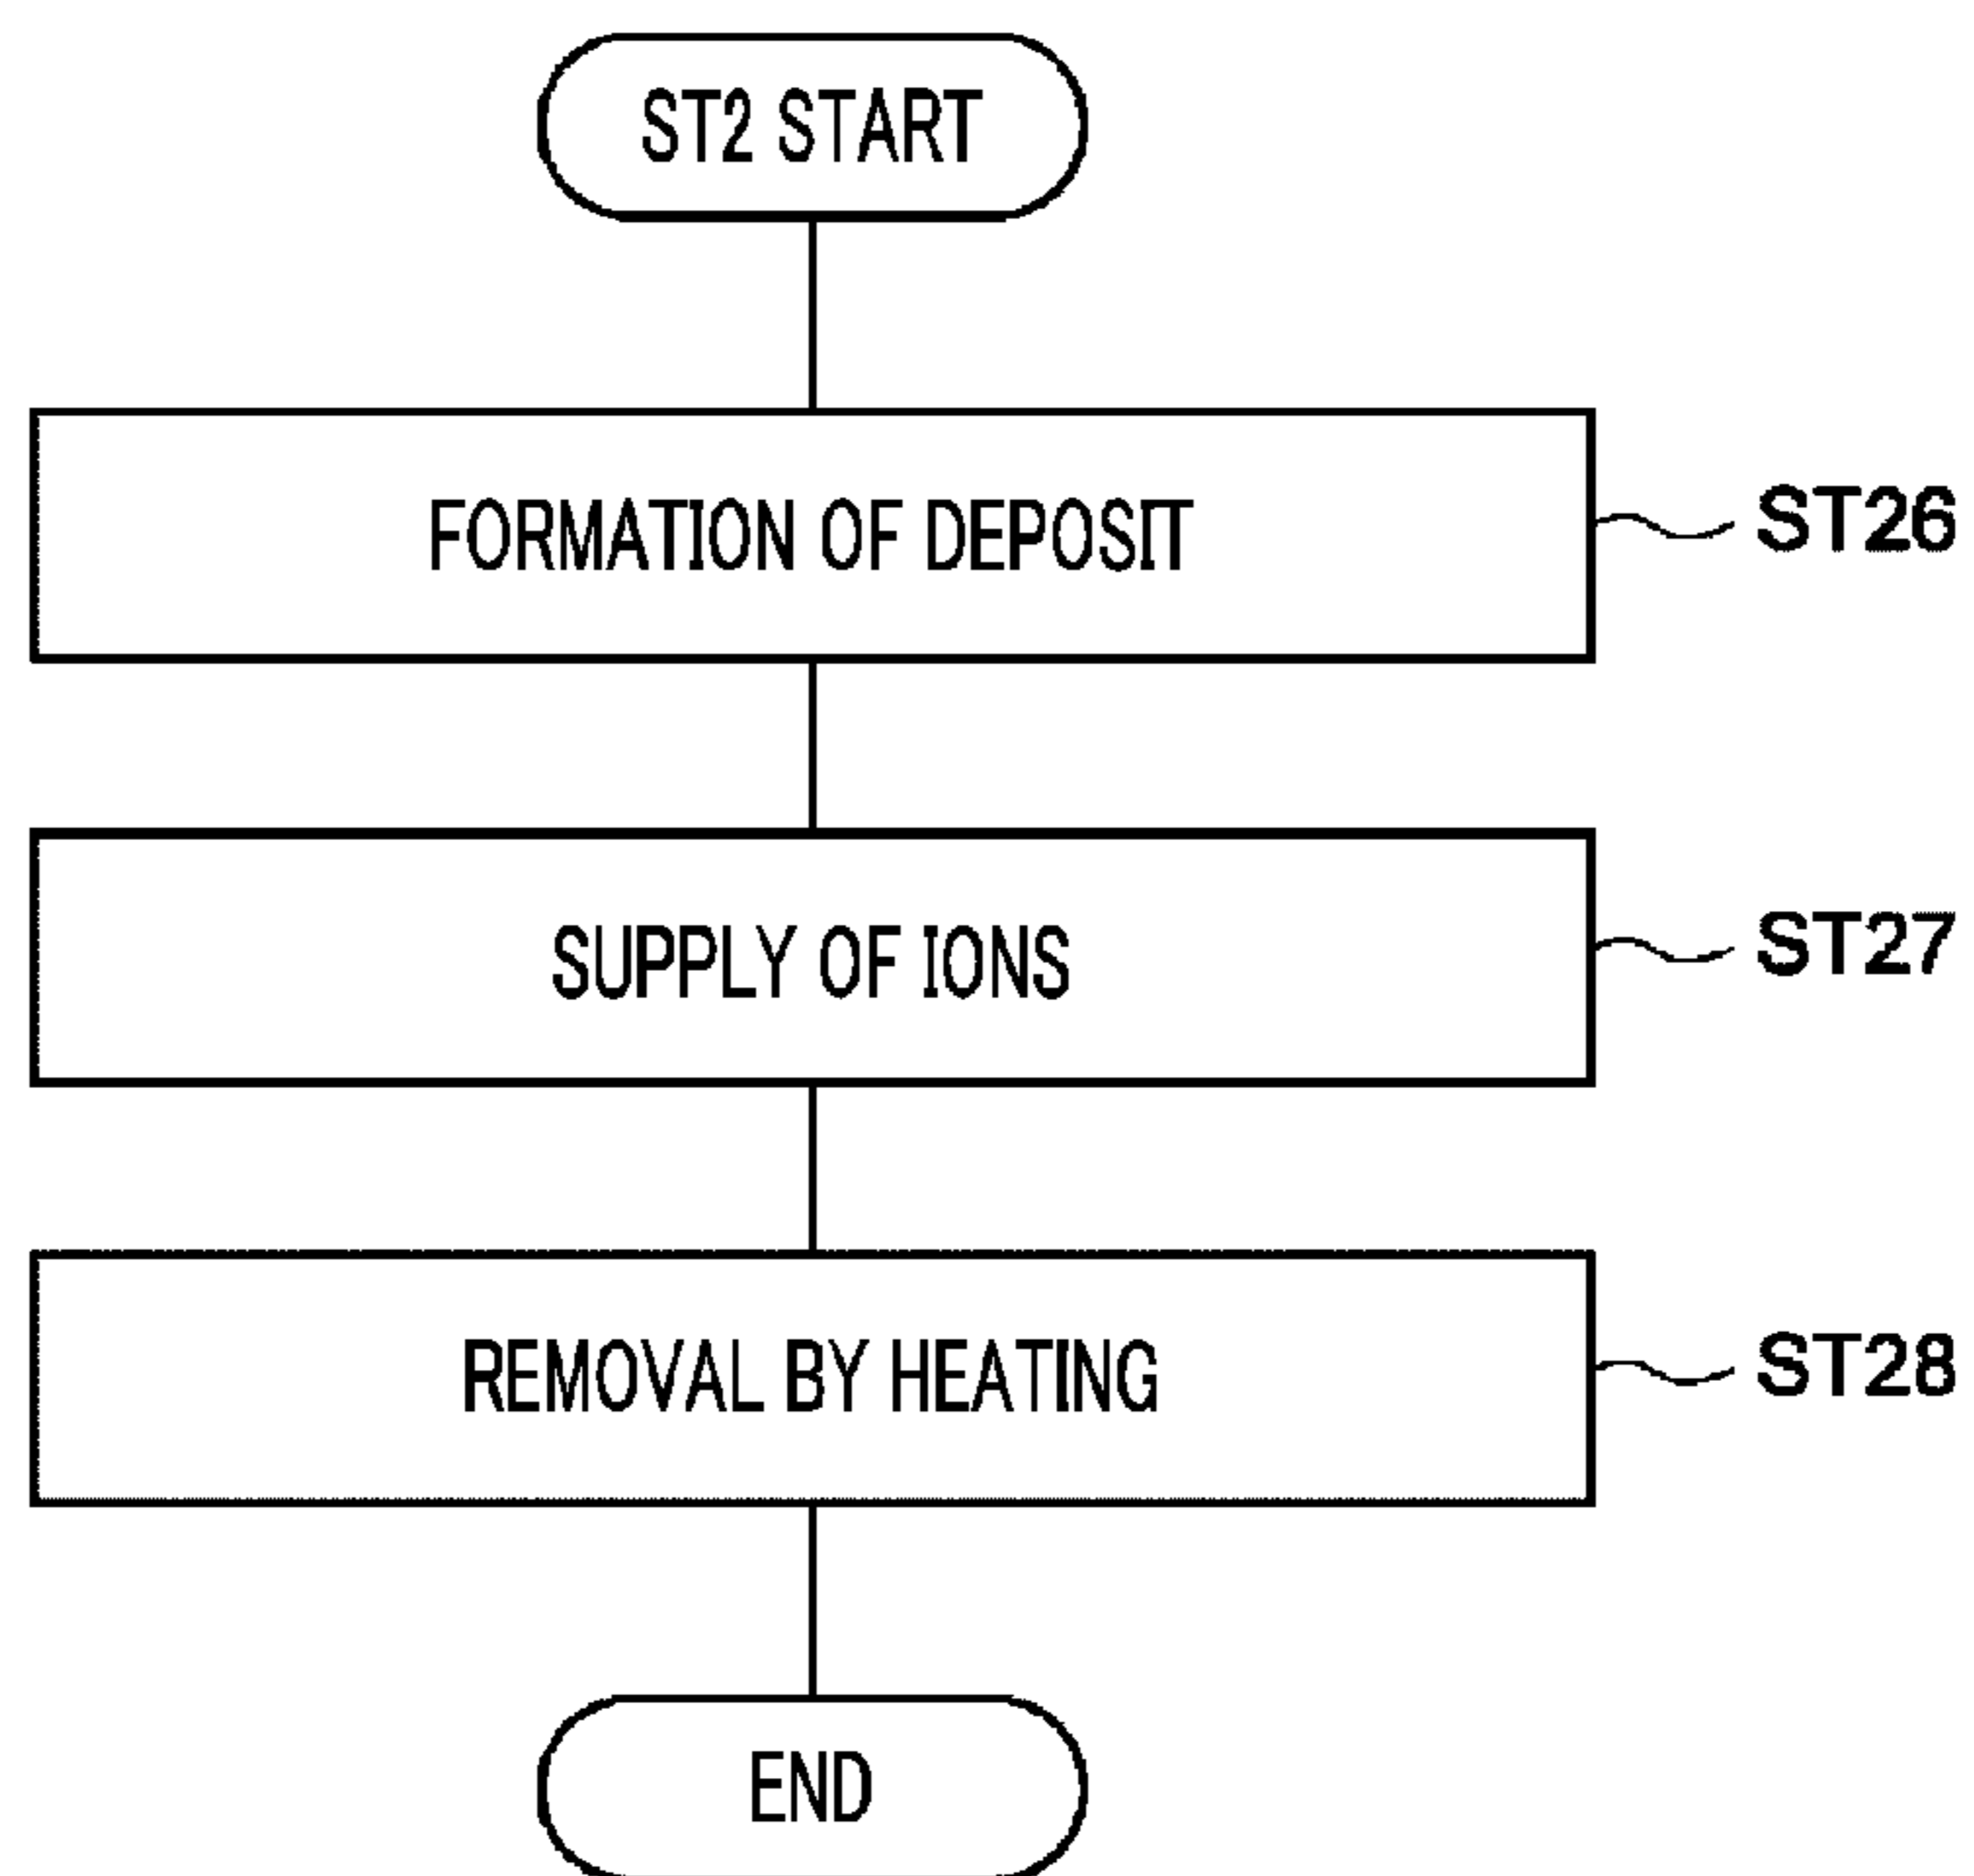 ST2 START
FORMATION OF DEPOSIT
ST26
SUPPLY OF IONS
ST27
REMOVAL BY HEATING
ST28
END